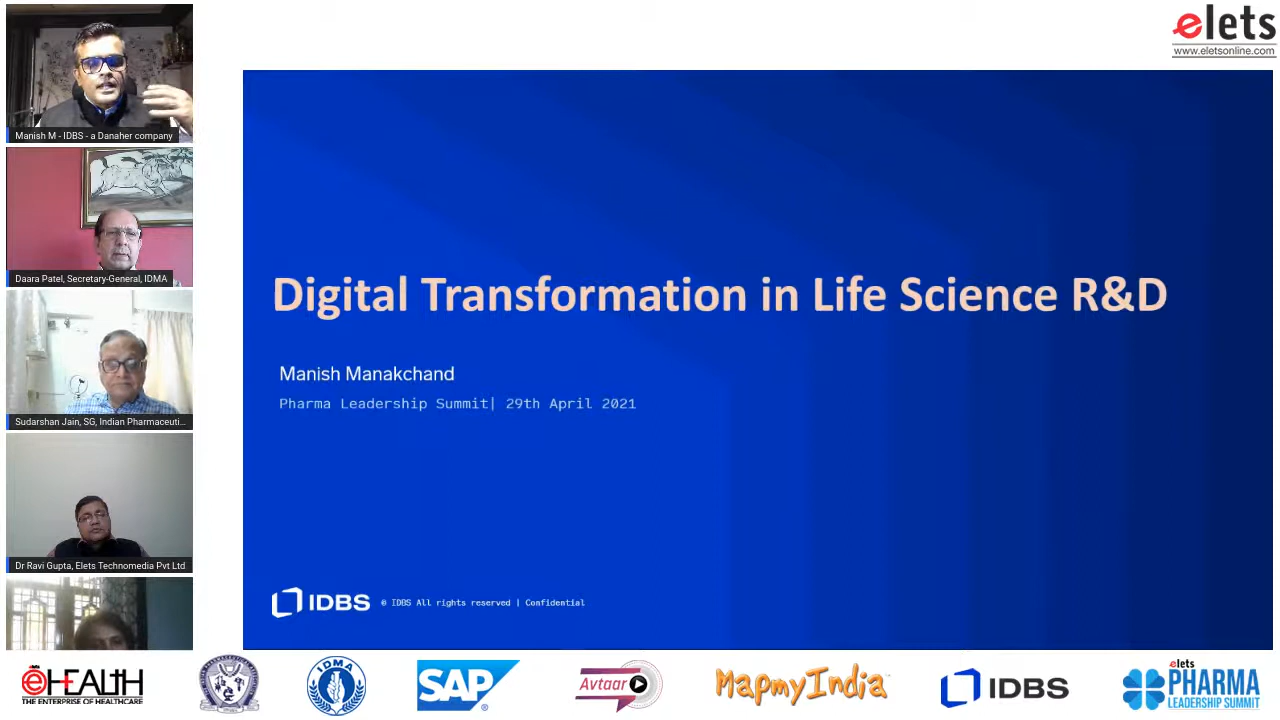 elets
www.eletsonline.com
Manish M - IDBS - a Danaher company
Daara Patel, Secretary-General, IDMA
Sudarshan Jain, SG, Indian Pharmaceuti...
Dr Ravi Gupta, Elets Technomedia Pvt Ltd
Digital Transformation in Life Science R&D
Manish Manakchand
Pharma Leadership Summit| 29th April 2021
IDBS © IDBS All rights reserved | Confidential
elets
eHEALTH
THE ENTERPRISE OF HEALTHCARE
IDMA
SAP®
Avtaar
MapmyIndia
IDBS
elets
PHARMA
LEADERSHIP SUMMIT